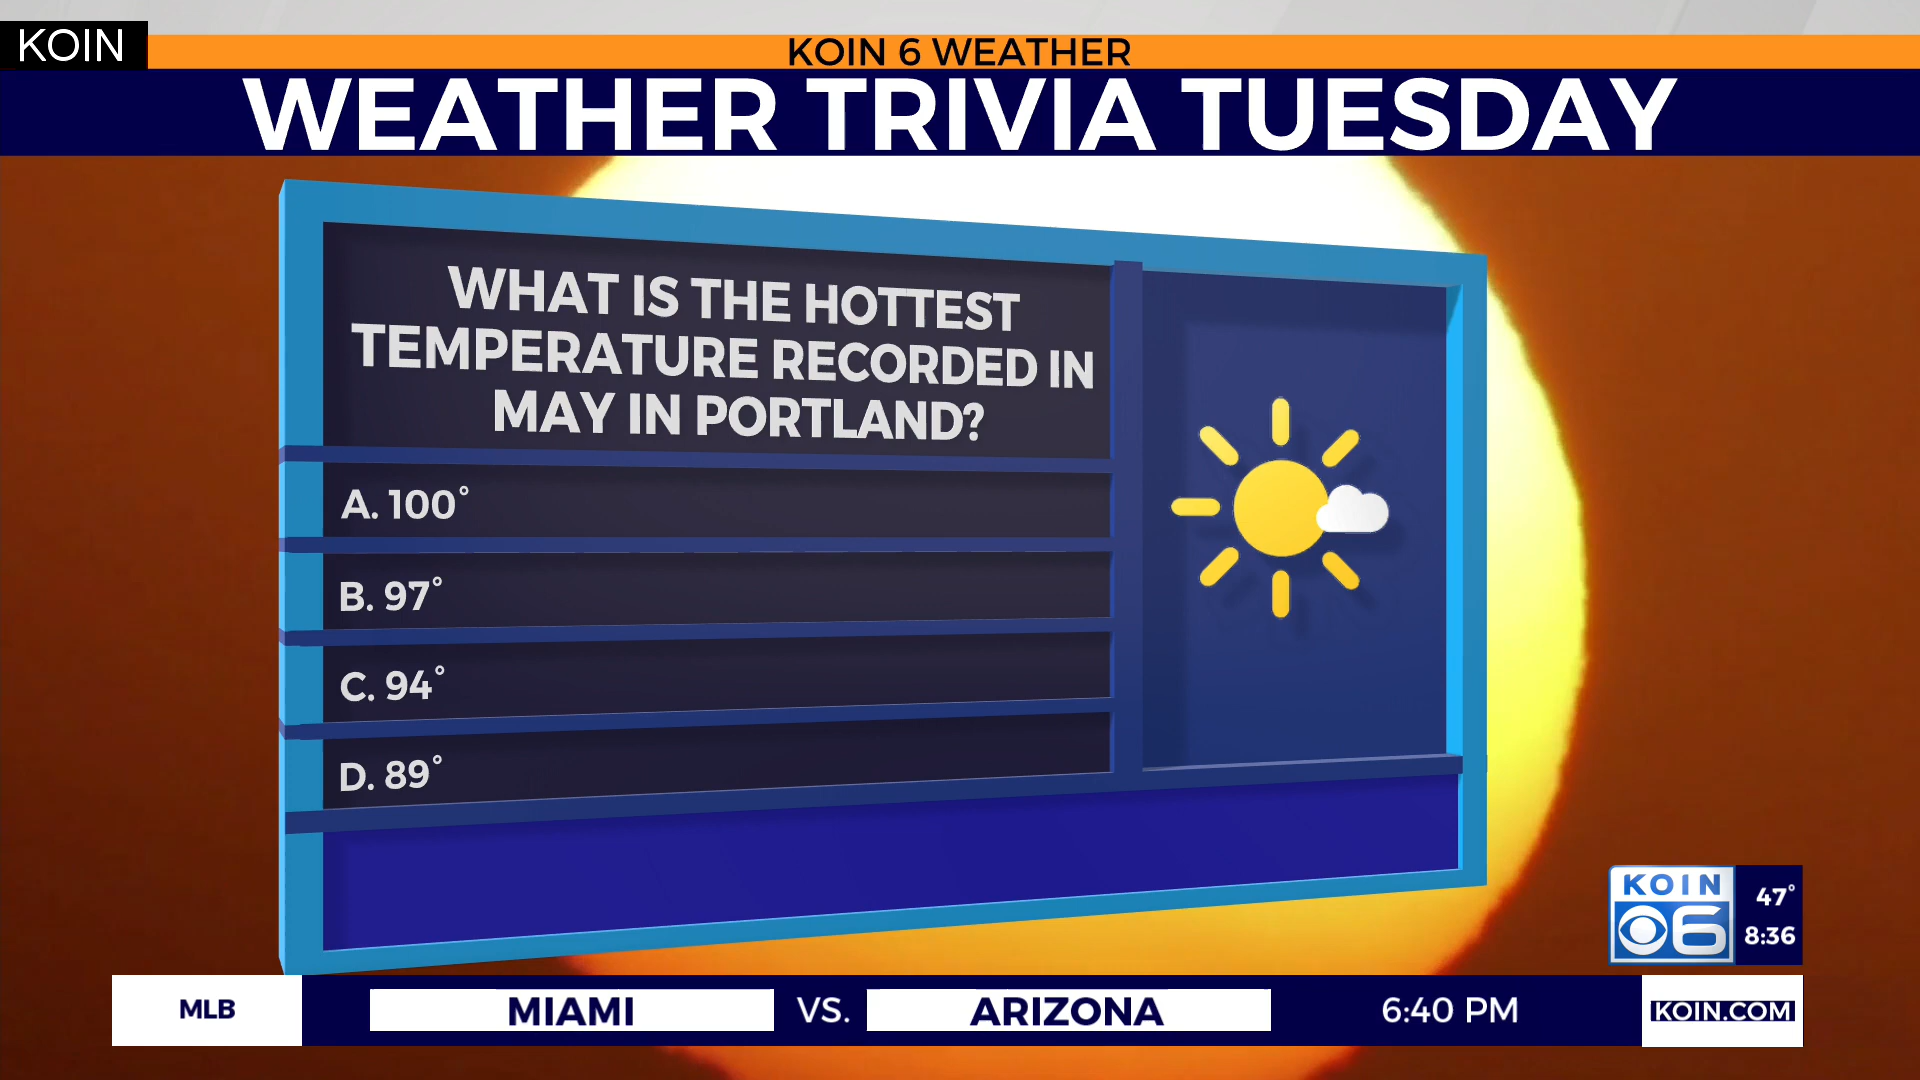 KOIN
KOIN 6 WEATHER
WEATHER TRIVIA TUESDAY
WHAT IS THE HOTTEST
TEMPERATURE RECORDED IN
MAY IN PORTLAND?
A. 100°
B. 97°
C. 94°
D. 89°
KOIN
6
47°
8:36
MLB
MIAMI VS. ARIZONA 6:40 PM
KOIN.COM